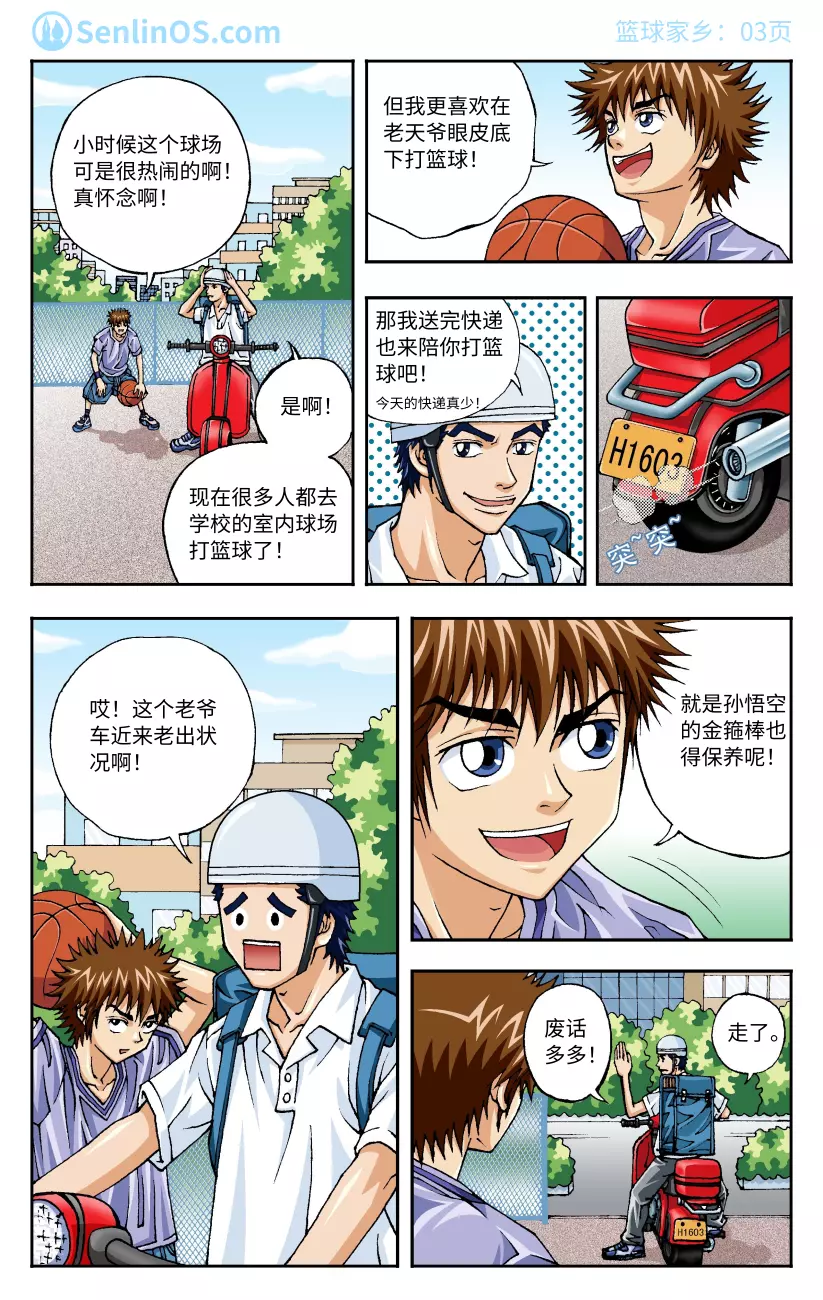 SenlinOS.com
篮球家乡：03页
小时候这个球场
可是很热闹的啊！
真怀念啊！
是啊！
现在很多人都去
学校的室内球场
打篮球了！
但我更喜欢在
老天爷眼皮底
下打篮球！
那我送完快递
也来陪你打篮
球吧！
今天的快递真少！
H1603
突~突~
哎！这个老爷
车近来老出状
况啊！
就是孙悟空
的金箍棒也
得保养呢！
废话
多多！
走了。
H1603